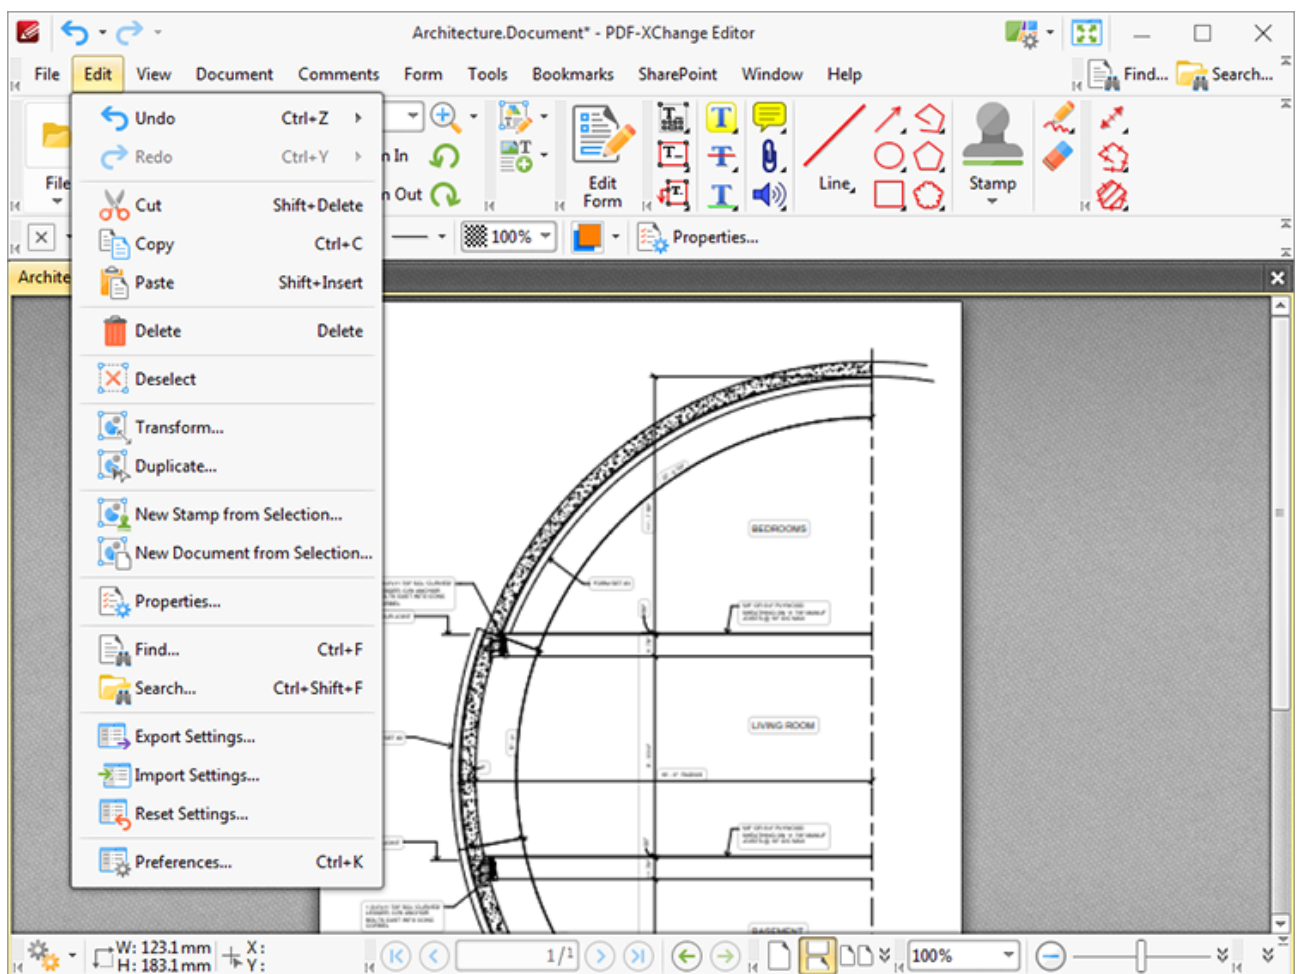 Architecture.Document* - PDF-XChange Editor
File Edit View Document Comments Form Tools Bookmarks SharePoint Window Help
Find... Search...
Undo Ctrl+Z
Redo Ctrl+Y
Cut Shift+Delete
Copy Ctrl+C
Paste Shift+Insert
Delete Delete
Deselect
Transform...
Duplicate...
New Stamp from Selection...
New Document from Selection...
Properties...
Find... Ctrl+F
Search... Ctrl+Shift+F
Export Settings...
Import Settings...
Reset Settings...
Preferences... Ctrl+K
File
n In
n Out
Edit
Form
Line
Stamp
100%
Properties...
Archite
BEDROOMS
LIVING ROOM
BASEMENT
W: 123.1 mm
H: 183.1 mm
X:
Y:
1/1
100%